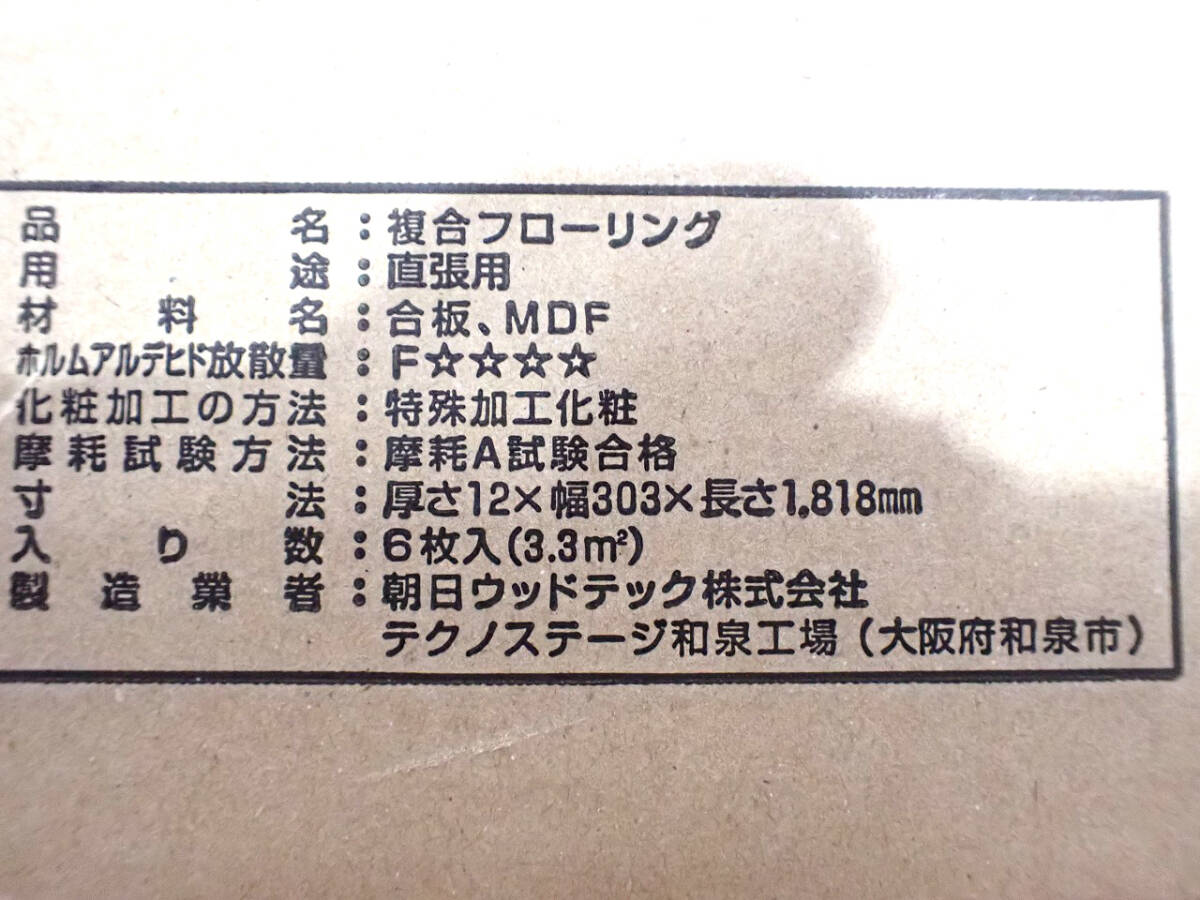 品名：複合フローリング
用途：直張用
材料名：合板、MDF
ホルムアルデヒド放散量：F☆☆☆☆
化粧加工の方法：特殊加工化粧
摩耗試験方法：摩耗A試験合格
寸法：厚さ12×幅303×長さ1,818mm
入り数：6枚入(3.3m²)
製造業者：朝日ウッドテック株式会社
テクノステージ和泉工場（大阪府和泉市）